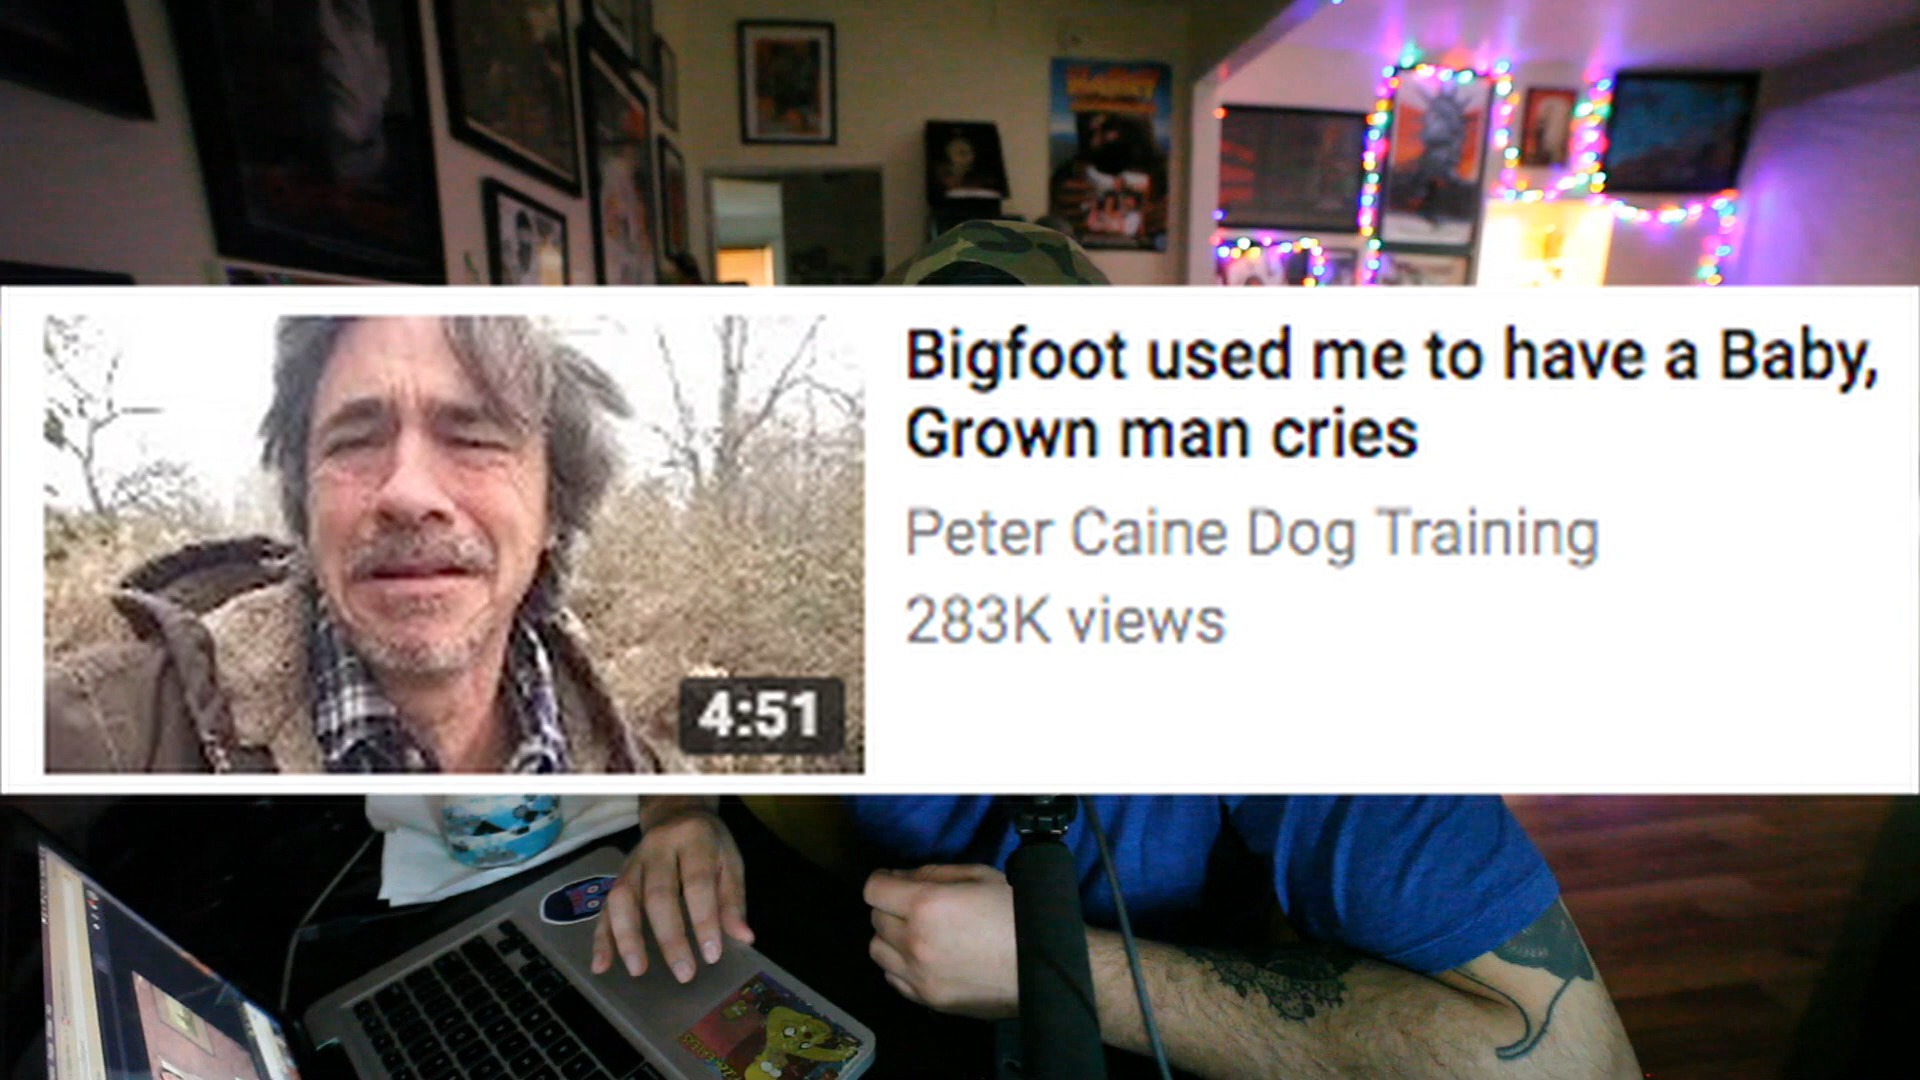 Bigfoot used me to have a Baby,
Grown man cries
Peter Caine Dog Training
283K views
4:51